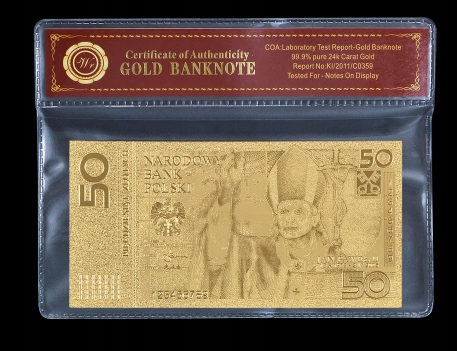 Certificate of Authenticity
GOLD BANKNOTE
COA:Laboratory Test Report-Gold Banknote
99.9% pure 24k Carat Gold
Report No:KI/2011/C0359
Tested For - Notes On Display
50
NARODOWY
BANK
POLSKI
50
50